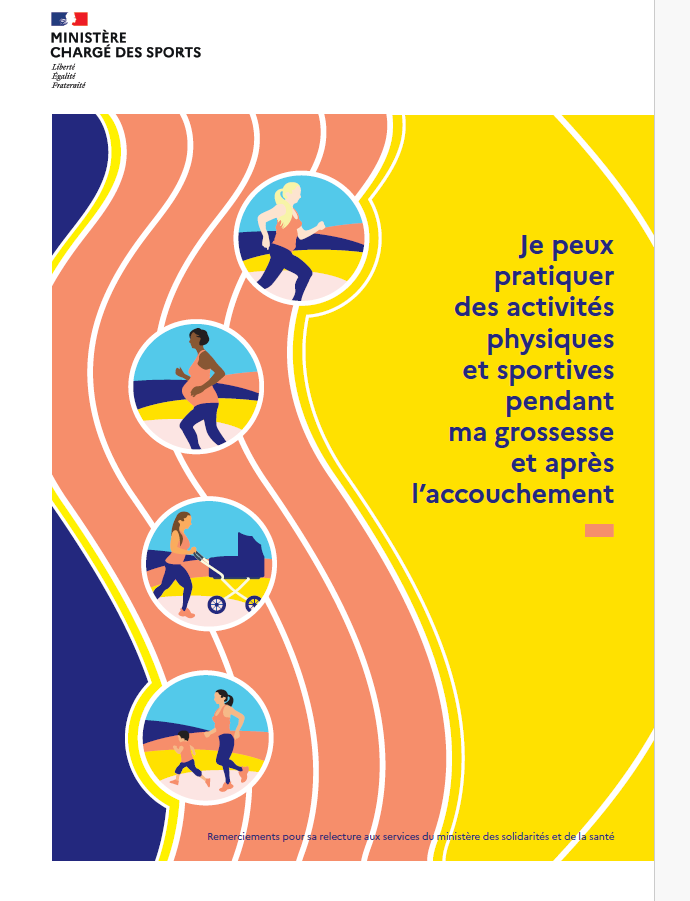 MINISTÈRE
CHARGÉ DES SPORTS
Liberté
Égalité
Fraternité
Je peux
pratiquer
des activités
physiques
et sportives
pendant
ma grossesse
et après
l’accouchement
Remerciements pour sa relecture aux services du ministère des solidarités et de la santé